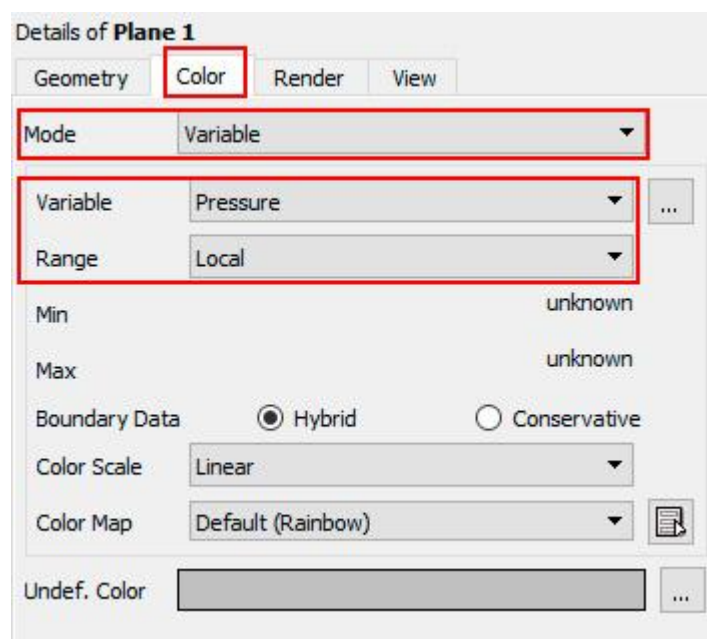 Details of Plane 1
Geometry Color Render View
Mode Variable
Variable Pressure ...
Range Local
Min unknown
Max unknown
Boundary Data Hybrid Conservative
Color Scale Linear
Color Map Default (Rainbow)
Undef. Color ...